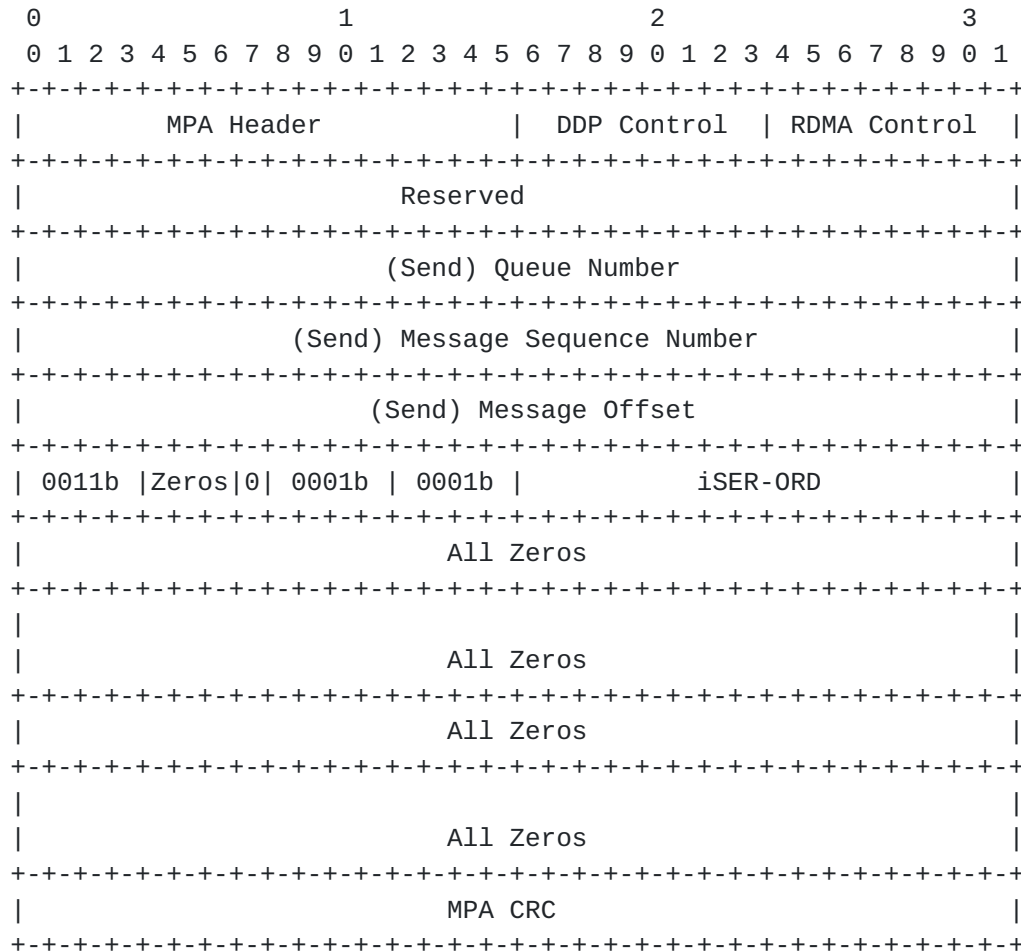 0                   1                   2                   3
 0 1 2 3 4 5 6 7 8 9 0 1 2 3 4 5 6 7 8 9 0 1 2 3 4 5 6 7 8 9 0 1
+-+-+-+-+-+-+-+-+-+-+-+-+-+-+-+-+-+-+-+-+-+-+-+-+-+-+-+-+-+-+-+-+
|         MPA Header            |  DDP Control  | RDMA Control  |
+-+-+-+-+-+-+-+-+-+-+-+-+-+-+-+-+-+-+-+-+-+-+-+-+-+-+-+-+-+-+-+-+
|                        Reserved                               |
+-+-+-+-+-+-+-+-+-+-+-+-+-+-+-+-+-+-+-+-+-+-+-+-+-+-+-+-+-+-+-+-+
|                       (Send) Queue Number                     |
+-+-+-+-+-+-+-+-+-+-+-+-+-+-+-+-+-+-+-+-+-+-+-+-+-+-+-+-+-+-+-+-+
|                 (Send) Message Sequence Number                |
+-+-+-+-+-+-+-+-+-+-+-+-+-+-+-+-+-+-+-+-+-+-+-+-+-+-+-+-+-+-+-+-+
|                      (Send) Message Offset                    |
+-+-+-+-+-+-+-+-+-+-+-+-+-+-+-+-+-+-+-+-+-+-+-+-+-+-+-+-+-+-+-+-+
| 0011b |Zeros|0| 0001b | 0001b |           iSER-ORD            |
+-+-+-+-+-+-+-+-+-+-+-+-+-+-+-+-+-+-+-+-+-+-+-+-+-+-+-+-+-+-+-+-+
|                           All Zeros                           |
+-+-+-+-+-+-+-+-+-+-+-+-+-+-+-+-+-+-+-+-+-+-+-+-+-+-+-+-+-+-+-+-+
|                                                               |
|                           All Zeros                           |
+-+-+-+-+-+-+-+-+-+-+-+-+-+-+-+-+-+-+-+-+-+-+-+-+-+-+-+-+-+-+-+-+
|                           All Zeros                           |
+-+-+-+-+-+-+-+-+-+-+-+-+-+-+-+-+-+-+-+-+-+-+-+-+-+-+-+-+-+-+-+-+
|                                                               |
|                           All Zeros                           |
+-+-+-+-+-+-+-+-+-+-+-+-+-+-+-+-+-+-+-+-+-+-+-+-+-+-+-+-+-+-+-+-+
|                           MPA CRC                             |
+-+-+-+-+-+-+-+-+-+-+-+-+-+-+-+-+-+-+-+-+-+-+-+-+-+-+-+-+-+-+-+-+